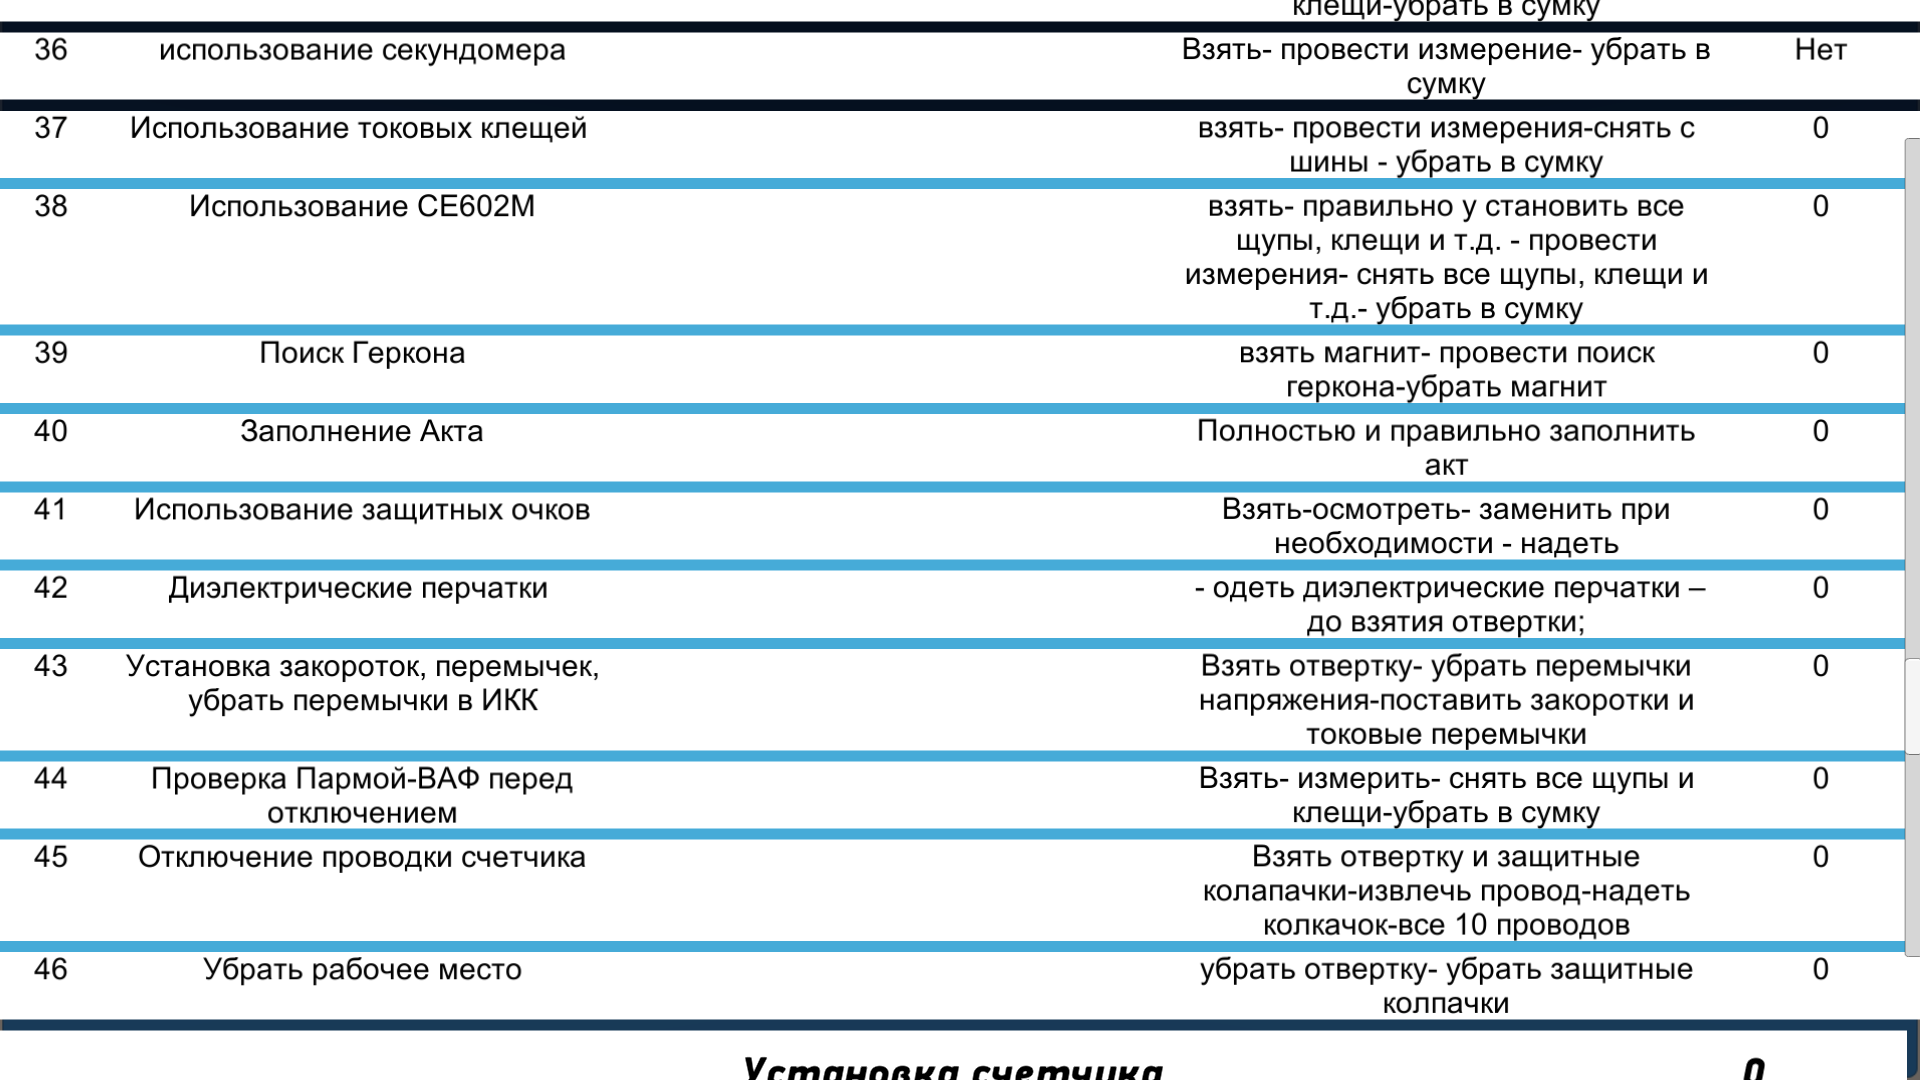 клещи-убрать в сумку
36 использование секундомера Взять- провести измерение- убрать в Нет
сумку
37 Использование токовых клещей взять- провести измерения-снять с 0
шины - убрать в сумку
38 Использование СЕ602М взять- правильно у становить все 0
щупы, клещи и т.д. - провести
измерения- снять все щупы, клещи и
т.д.- убрать в сумку
39 Поиск Геркона взять магнит- провести поиск 0
геркона-убрать магнит
40 Заполнение Акта Полностью и правильно заполнить 0
акт
41 Использование защитных очков Взять-осмотреть- заменить при 0
необходимости - надеть
42 Диэлектрические перчатки - одеть диэлектрические перчатки – 0
до взятия отвертки;
43 Установка закороток, перемычек, Взять отвертку- убрать перемычки 0
убрать перемычки в ИКК напряжения-поставить закоротки и
токовые перемычки
44 Проверка Пармой-ВАФ перед Взять- измерить- снять все щупы и 0
отключением клещи-убрать в сумку
45 Отключение проводки счетчика Взять отвертку и защитные 0
колапачки-извлечь провод-надеть
колкачок-все 10 проводов
46 Убрать рабочее место убрать отвертку- убрать защитные 0
колпачки
Установка счетчика 0